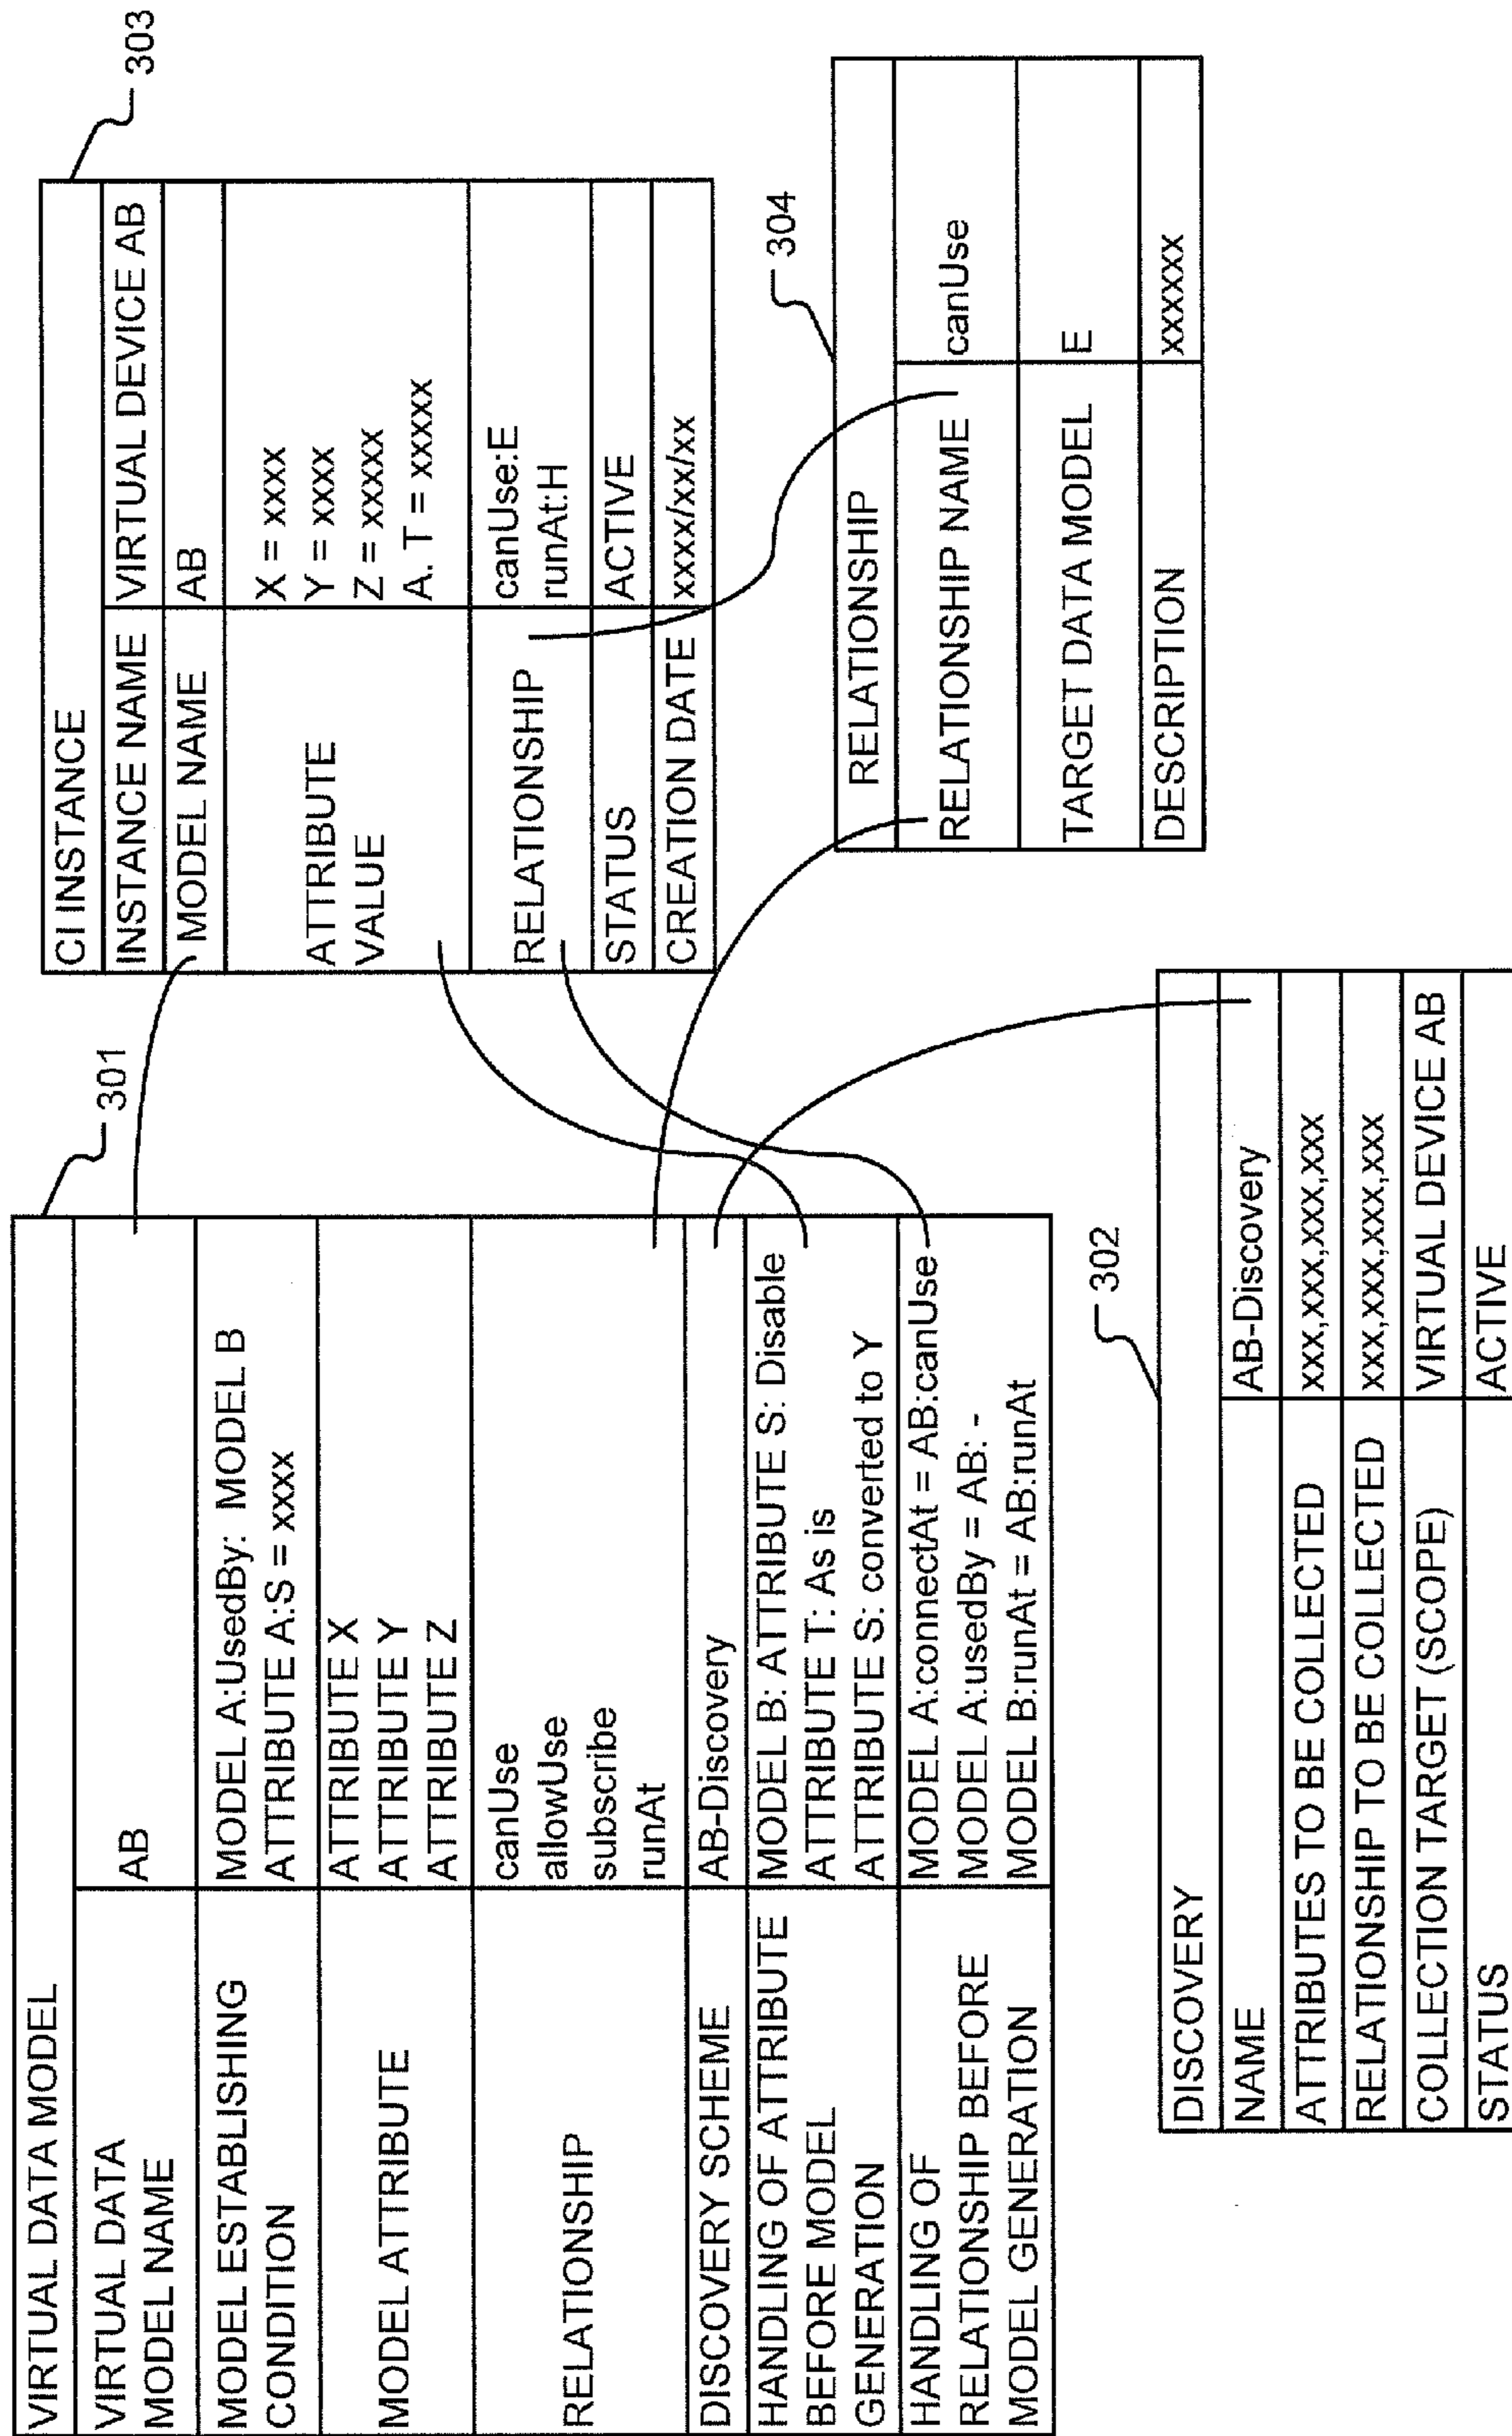 VIRTUAL DATA MODEL
301
VIRTUAL DATA
MODEL NAME
AB
MODEL ESTABLISHING
CONDITION
MODEL A:UsedBy: MODEL B
ATTRIBUTE A:S = xxxx
MODEL ATTRIBUTE
ATTRIBUTE X
ATTRIBUTE Y
ATTRIBUTE Z
RELATIONSHIP
canUse
allowUse
subscribe
runAt
DISCOVERY SCHEME
AB-Discovery
HANDLING OF ATTRIBUTE
BEFORE MODEL
GENERATION
MODEL B: ATTRIBUTE S: Disable
ATTRIBUTE T: As is
ATTRIBUTE S: converted to Y
HANDLING OF
RELATIONSHIP BEFORE
MODEL GENERATION
MODEL A:connectAt = AB:canUse
MODEL A:usedBy = AB: -
MODEL B:runAt = AB:runAt
CI INSTANCE
303
INSTANCE NAME
VIRTUAL DEVICE AB
MODEL NAME
AB
ATTRIBUTE
VALUE
X = xxxx
Y = xxxx
Z = xxxxx
A. T = xxxxx
RELATIONSHIP
canUse:E
runAt:H
STATUS
ACTIVE
CREATION DATE
xxxx/xx/xx
304
RELATIONSHIP
RELATIONSHIP NAME
canUse
TARGET DATA MODEL
E
DESCRIPTION
xxxxxx
302
DISCOVERY
NAME
AB-Discovery
ATTRIBUTES TO BE COLLECTED
xxx,xxx,xxx,xxx
RELATIONSHIP TO BE COLLECTED
xxx,xxx,xxx,xxx
COLLECTION TARGET (SCOPE)
VIRTUAL DEVICE AB
STATUS
ACTIVE